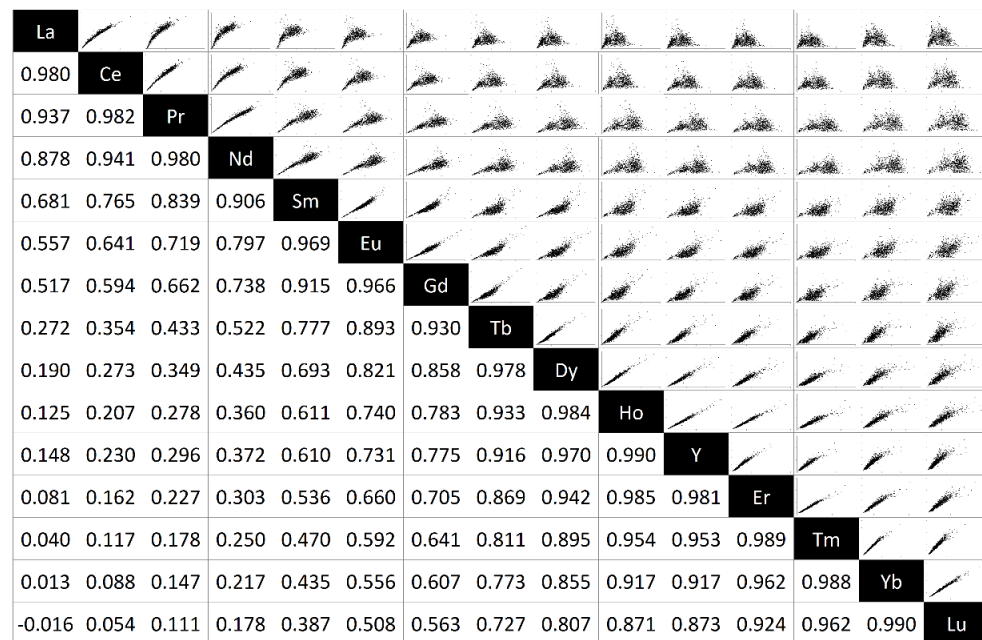 La
0.980 Ce
0.937 0.982 Pr
0.878 0.941 0.980 Nd
0.681 0.765 0.839 0.906 Sm
0.557 0.641 0.719 0.797 0.969 Eu
0.517 0.594 0.662 0.738 0.915 0.966 Gd
0.272 0.354 0.433 0.522 0.777 0.893 0.930 Tb
0.190 0.273 0.349 0.435 0.693 0.821 0.858 0.978 Dy
0.125 0.207 0.278 0.360 0.611 0.740 0.783 0.933 0.984 Ho
0.148 0.230 0.296 0.372 0.610 0.731 0.775 0.916 0.970 0.990 Y
0.081 0.162 0.227 0.303 0.536 0.660 0.705 0.869 0.942 0.985 0.981 Er
0.040 0.117 0.178 0.250 0.470 0.592 0.641 0.811 0.895 0.954 0.953 0.989 Tm
0.013 0.088 0.147 0.217 0.435 0.556 0.607 0.773 0.855 0.917 0.917 0.962 0.988 Yb
-0.016 0.054 0.111 0.178 0.387 0.508 0.563 0.727 0.807 0.871 0.873 0.924 0.962 0.990 Lu